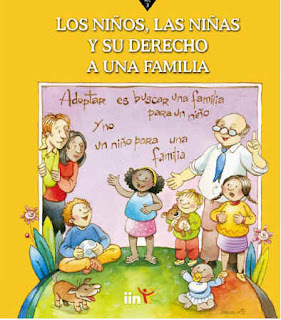 LOS NIÑOS, LAS NIÑAS
Y SU DERECHO
A UNA FAMILIA
Adoptar es buscar una familia
para un niño
Y no
un niño para una
familia
iin